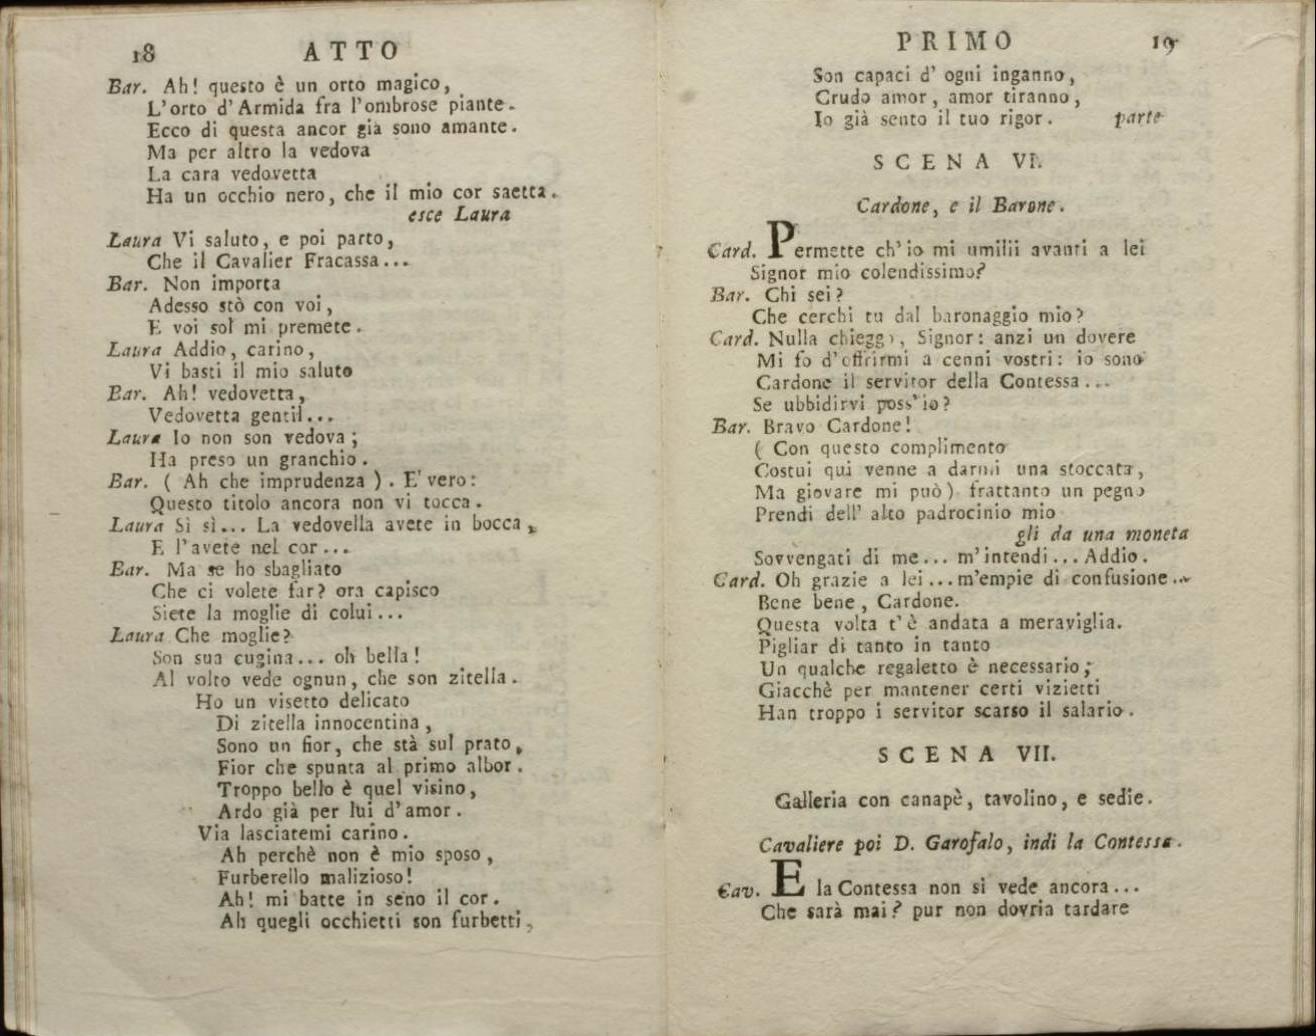 18 ATTO
Bar. Ah! questo è un orto magico,
L'orto d'Armida fra l'ombrose piante.
Ecco di questa ancor già sono amante.
Ma per altro la vedova
La cara vedovetta
Ha un occhio nero, che il mio cor saetta.
esce Laura
Laura Vi saluto, e poi parto,
Che il Cavalier Fracassa...
Bar. Non importa
Adesso stò con voi,
E voi sol mi premete.
Laura Addio, carino,
Vi basti il mio saluto
Bar. Ah! vedovetta,
Vedovetta gentil...
Laura Io non son vedova;
Ha preso un granchio.
Bar. ( Ah che imprudenza ). E' vero:
Questo titolo ancora non vi tocca.
Laura Si sì... La vedovella avete in bocca,
E l'avete nel cor...
Bar. Ma se ho sbagliato
Che ci volete far? ora capisco
Siete la moglie di colui...
Laura Che moglie?
Son sua cugina... oh bella!
Al volto vede ognun, che son zitella.
Ho un visetto delicato
Di zitella innocentina,
Sono un fior, che stà sul prato,
Fior che spunta al primo albor.
Troppo bello è quel visino,
Ardo già per lui d'amor.
Via lasciatemi carino.
Ah perchè non è mio sposo,
Furberello malizioso!
Ah! mi batte in seno il cor.
Ah quegli occhietti son furbetti,
PRIMO 19
Son capaci d' ogni inganno,
Crudo amor, amor tiranno,
Io già sento il tuo rigor. parte
SCENA VI.
Cardone, e il Barone.
Card. Permette ch'io mi umilii avanti a lei
Signor mio colendissimo?
Bar. Chi sei?
Che cerchi tu dal baronaggio mio?
Card. Nulla chieggo, Signor: anzi un dovere
Mi fo d'offrirmi a cenni vostri: io sono
Cardone il servitor della Contessa...
Se ubbidirvi poss'io?
Bar. Bravo Cardone!
( Con questo complimento
Costui qui venne a darmi una stoccata,
Ma giovare mi può) frattanto un pegno
Prendi dell' alto padrocinio mio
gli da una moneta
Sovvengati di me... m'intendi... Addio.
Card. Oh grazie a lei... m'empie di confusione...
Bene bene, Cardone.
Questa volta t'è andata a meraviglia.
Pigliar di tanto in tanto
Un qualche regaletto è necessario;
Giacchè per mantener certi vizietti
Han troppo i servitor scarso il salario.
SCENA VII.
Galleria con canapè, tavolino, e sedie.
Cavaliere poi D. Garofalo, indi la Contessa.
Cav. E la Contessa non si vede ancora...
Che sarà mai? pur non dovria tardare